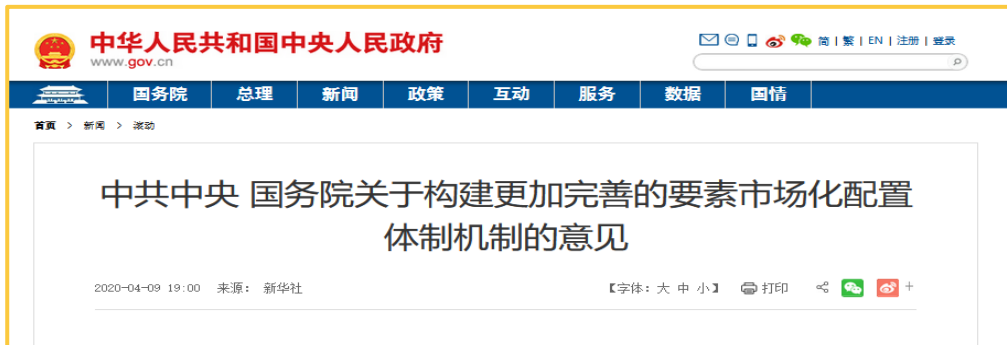 中华人民共和国中央人民政府
www.gov.cn
简 | 繁 | EN | 注册 | 登录
国务院 总理 新闻 政策 互动 服务 数据 国情
首页 > 新闻 > 滚动
中共中央 国务院关于构建更加完善的要素市场化配置
体制机制的意见
2020-04-09 19:00 来源： 新华社 【字体：大 中 小】 打印 +